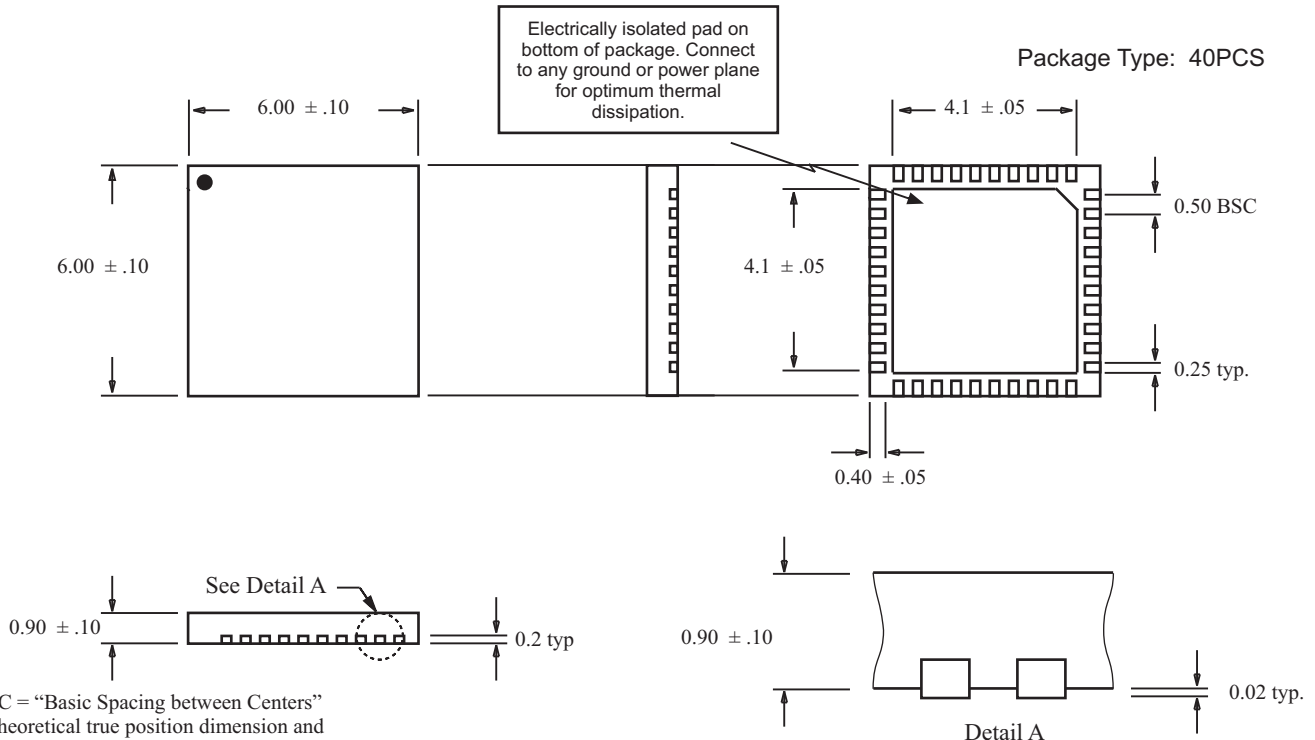 Electrically isolated pad on
bottom of package. Connect
to any ground or power plane
for optimum thermal
dissipation.
Package Type: 40PCS
6.00 ± .10
4.1 ± .05
6.00 ± .10
4.1 ± .05
0.50 BSC
0.25 typ.
0.40 ± .05
See Detail A
0.90 ± .10
0.2 typ
0.90 ± .10
0.02 typ.
Detail A
C = “Basic Spacing between Centers”
heoretical true position dimension and